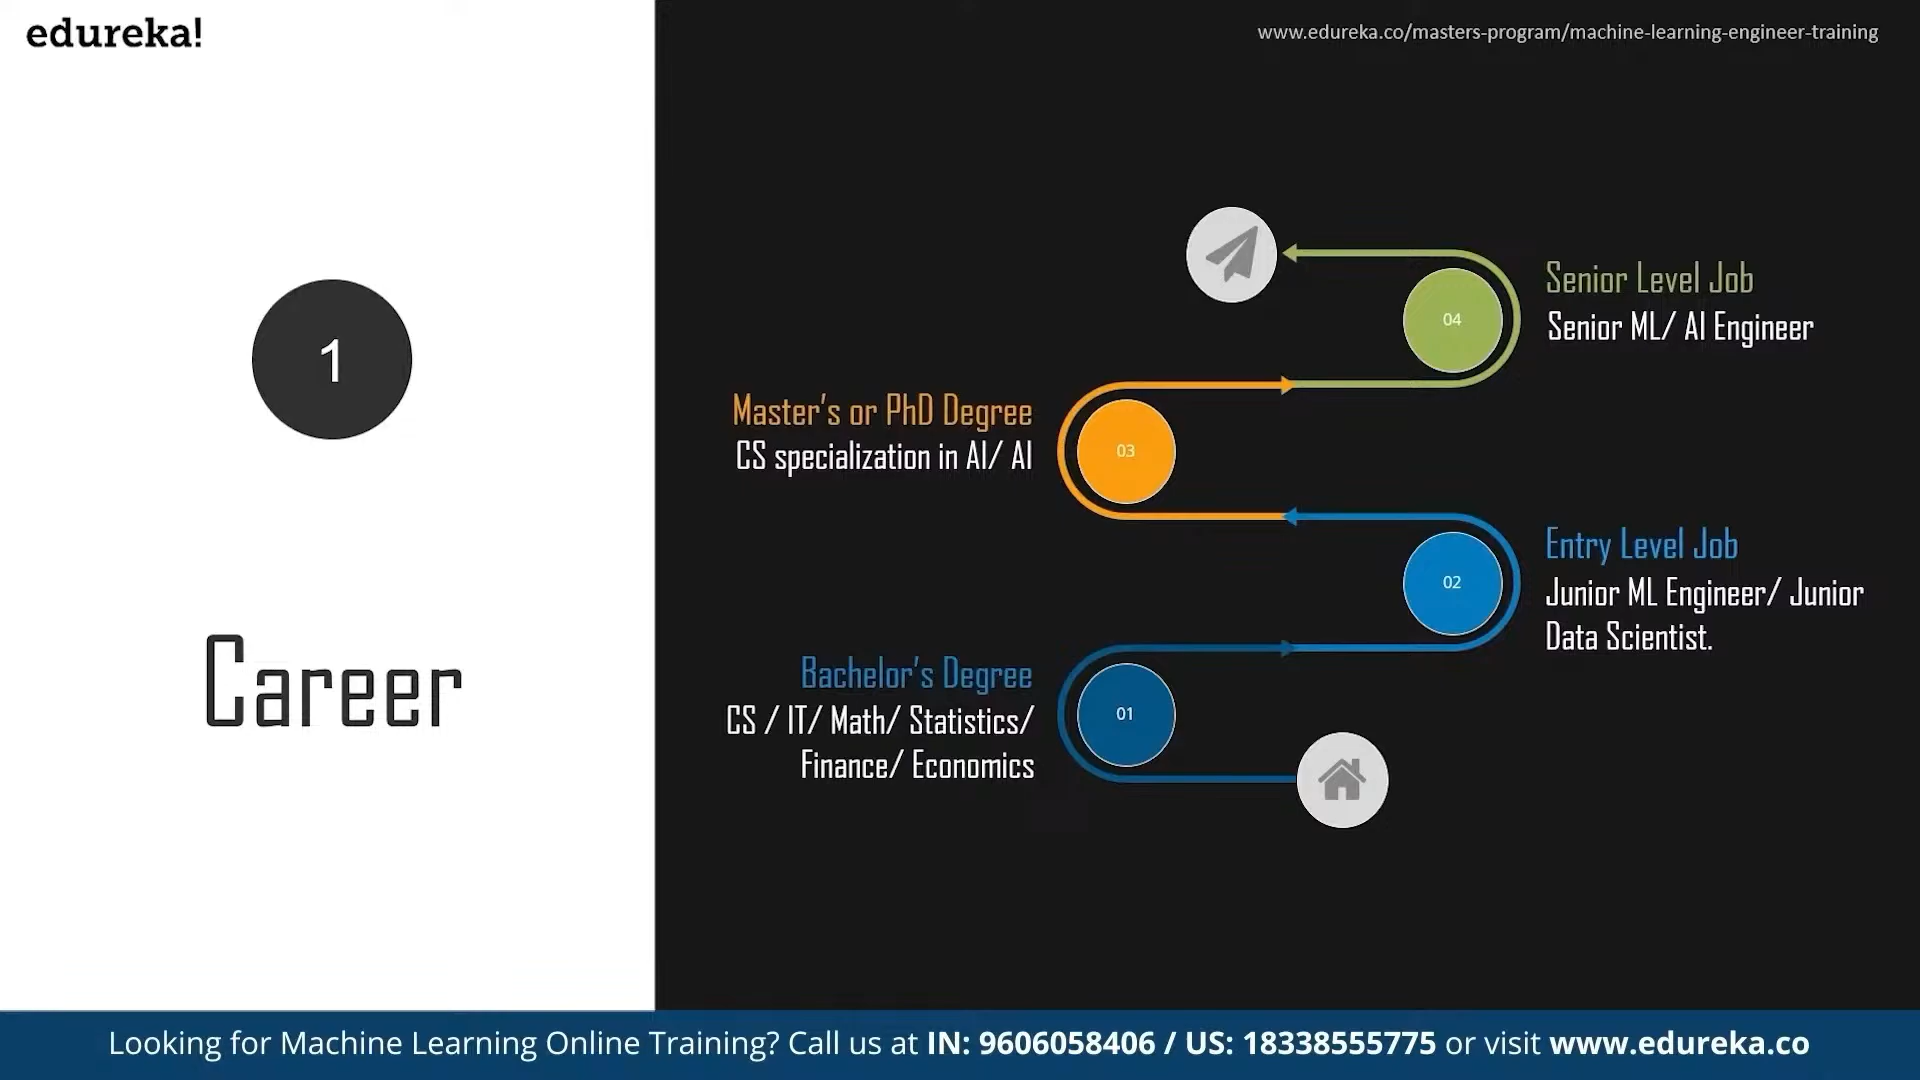 edureka!
www.edureka.co/masters-program/machine-learning-engineer-training
1
Career
Senior Level Job
Senior ML/ AI Engineer
04
Master's or PhD Degree
CS specialization in AI/ AI
03
Entry Level Job
Junior ML Engineer/ Junior
Data Scientist.
02
Bachelor's Degree
CS / IT/ Math/ Statistics/
Finance/ Economics
01
Looking for Machine Learning Online Training? Call us at IN: 9606058406 / US: 18338555775 or visit www.edureka.co